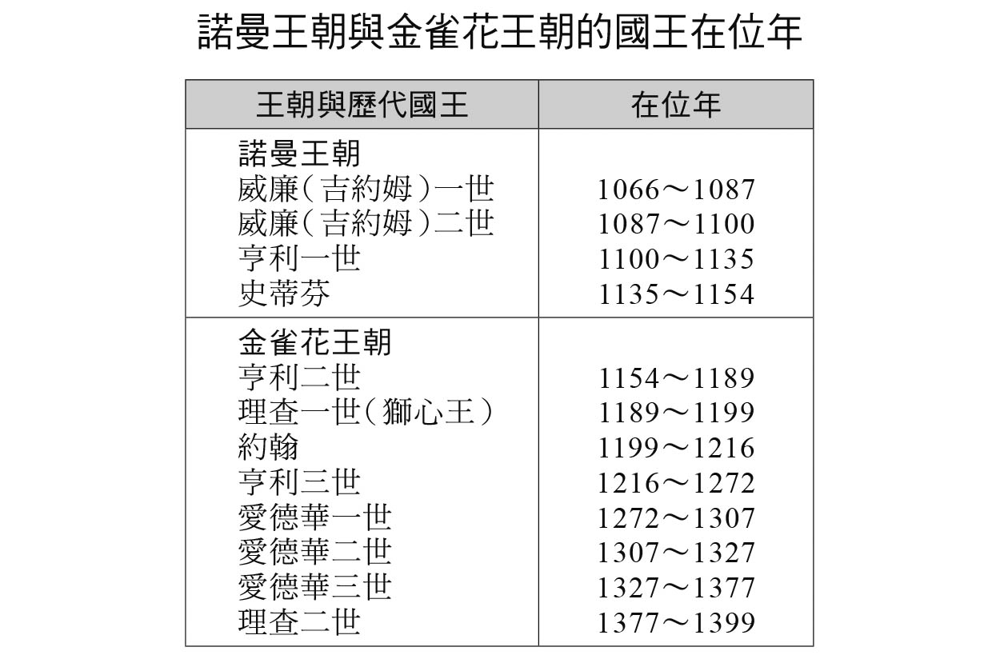 諾曼王朝與金雀花王朝的國王在位年
王朝與歷代國王 在位年
諾曼王朝
威廉(吉約姆)一世 1066～1087
威廉(吉約姆)二世 1087～1100
亨利一世 1100～1135
史蒂芬 1135～1154
金雀花王朝
亨利二世 1154～1189
理查一世(獅心王) 1189～1199
約翰 1199～1216
亨利三世 1216～1272
愛德華一世 1272～1307
愛德華二世 1307～1327
愛德華三世 1327～1377
理查二世 1377～1399